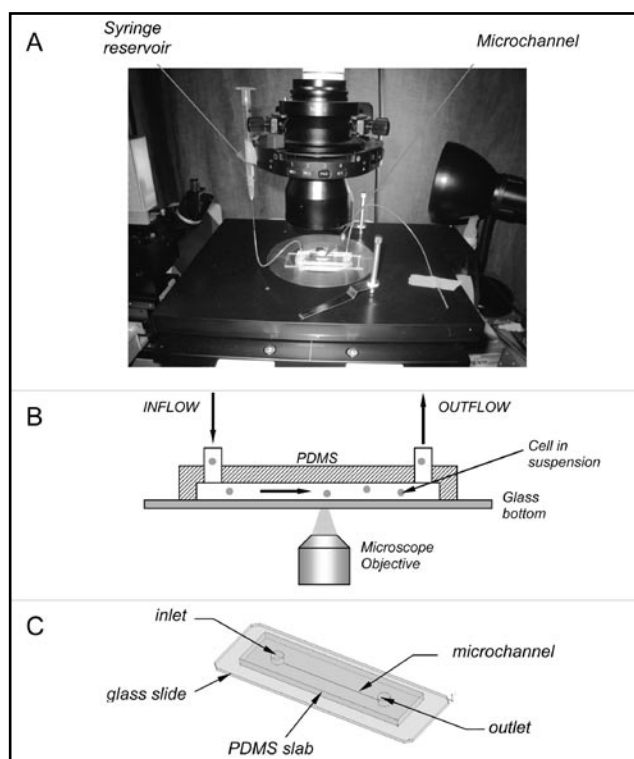 A
Syringe
reservoir
Microchannel
B
INFLOW
OUTFLOW
PDMS
Cell in
suspension
Glass
bottom
Microscope
Objective
C
inlet
microchannel
glass slide
outlet
PDMS slab